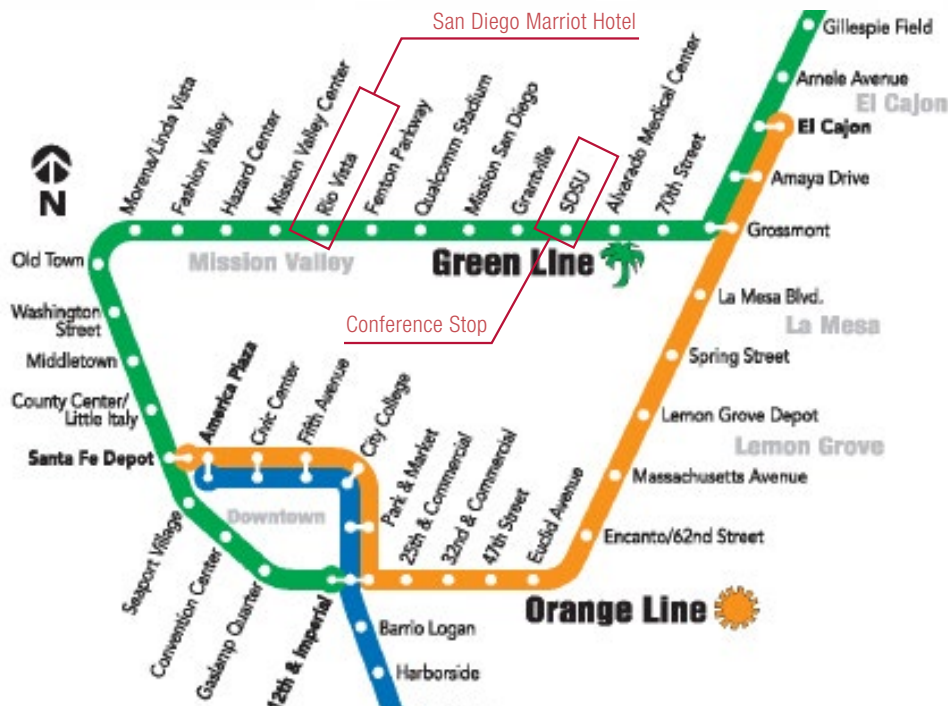 San Diego Marriot Hotel
Gillespie Field
Arnele Avenue
El Cajon
El Cajon
Amaya Drive
Grossmont
Morena/Linda Vista
Fashion Valley
Hazard Center
Mission Valley Center
Rio Vista
Fenton Parkway
Qualcomm Stadium
Mission San Diego
Grantville
SDSU
Alvarado Medical Center
70th Street
N
Old Town
Mission Valley
Green Line
Washington
Street
Conference Stop
La Mesa Blvd.
La Mesa
Middletown
Spring Street
County Center/
Little Italy
America Plaza
Civic Center
Fifth Avenue
City College
Lemon Grove Depot
Lemon Grove
Santa Fe Depot
Massachusetts Avenue
Downtown
Park & Market
25th & Commercial
32nd & Commercial
47th Street
Euclid Avenue
Encanto/62nd Street
Seaport Village
Convention Center
Gaslamp Quarter
12th & Imperial
Orange Line
Barrio Logan
Harborside